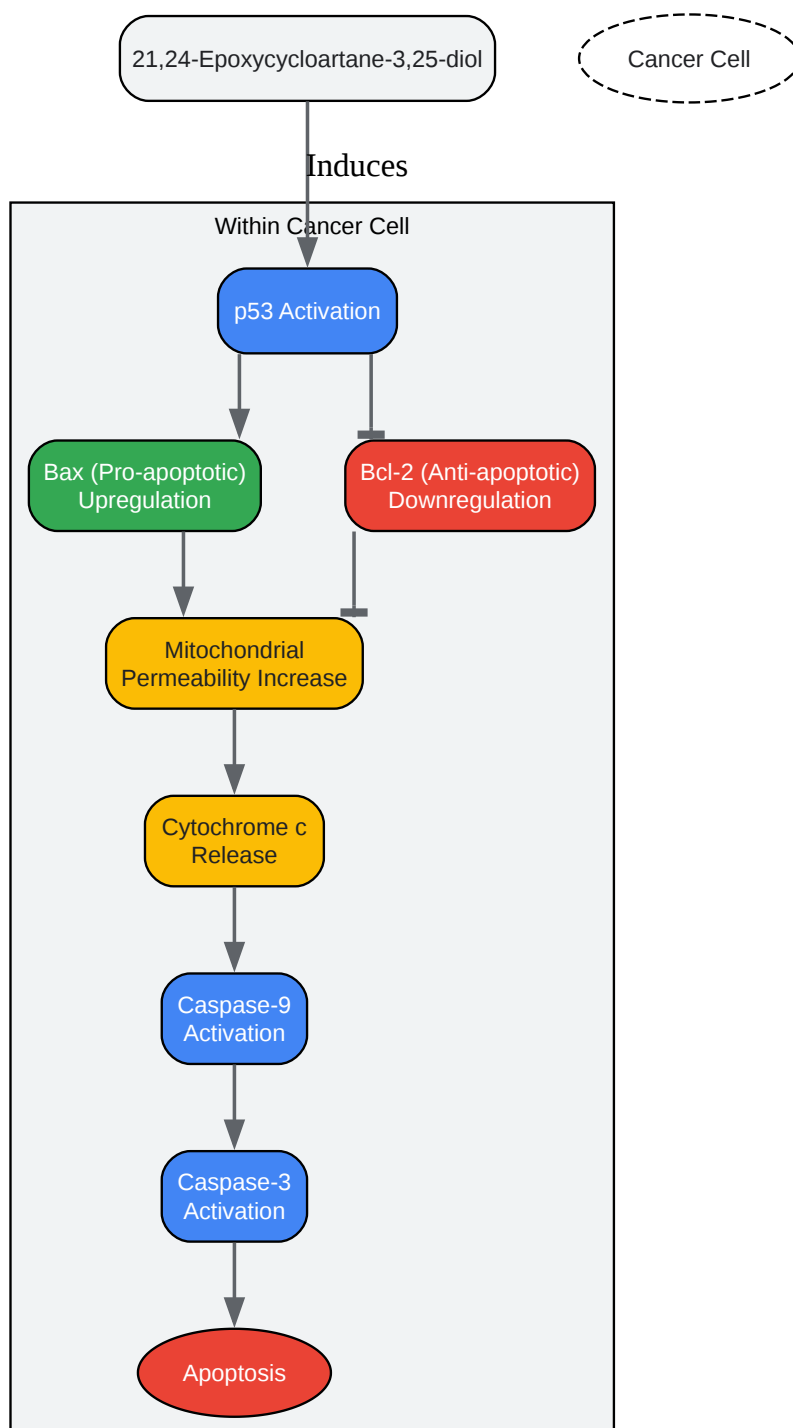 21,24-Epoxycycloartane-3,25-diol
Cancer Cell
Induces
Within Cancer Cell
p53 Activation
Bax (Pro-apoptotic)
Upregulation
Bcl-2 (Anti-apoptotic)
Downregulation
Mitochondrial
Permeability Increase
Cytochrome c
Release
Caspase-9
Activation
Caspase-3
Activation
Apoptosis